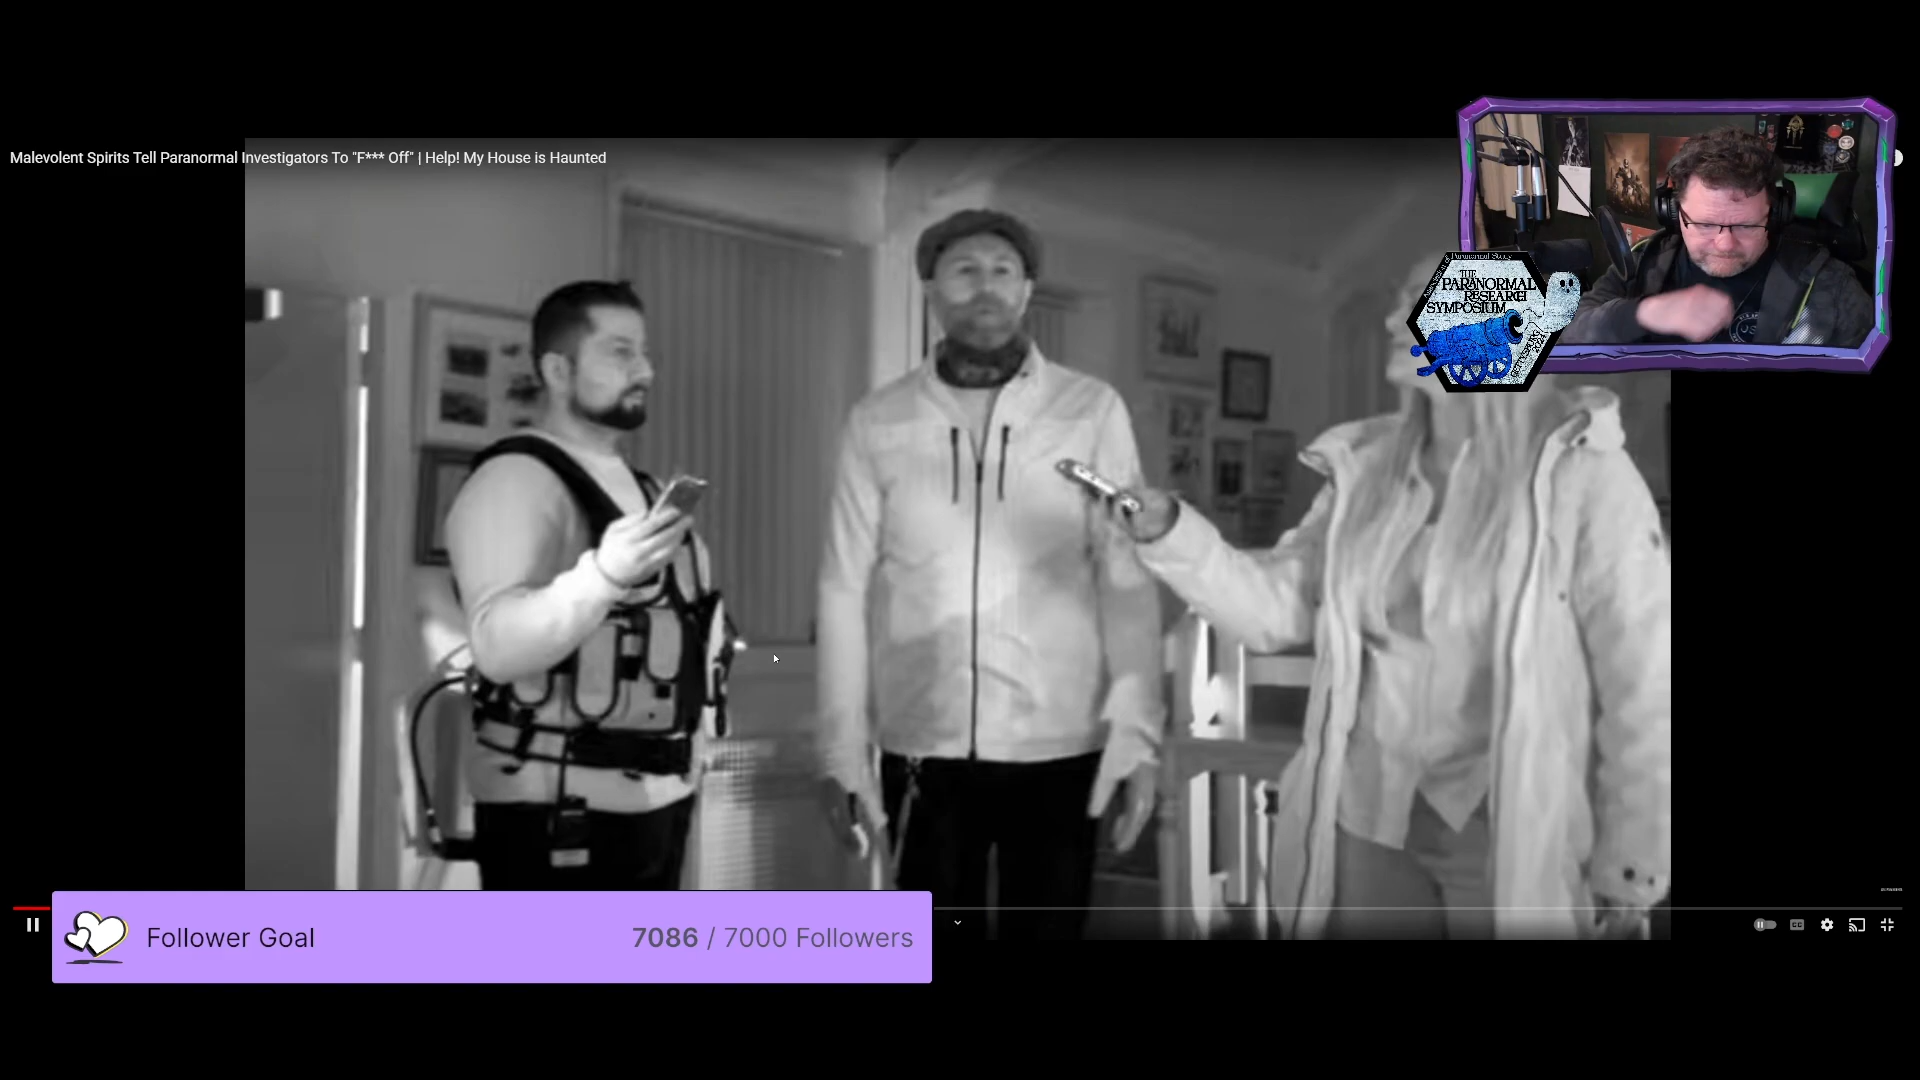 Malevolent Spirits Tell Paranormal Investigators To "F*** Off" | Help! My House is Haunted
THE
PARANORMAL
RESEARCH
SYMPOSIUM
Follower Goal
7086 / 7000 Followers
CC